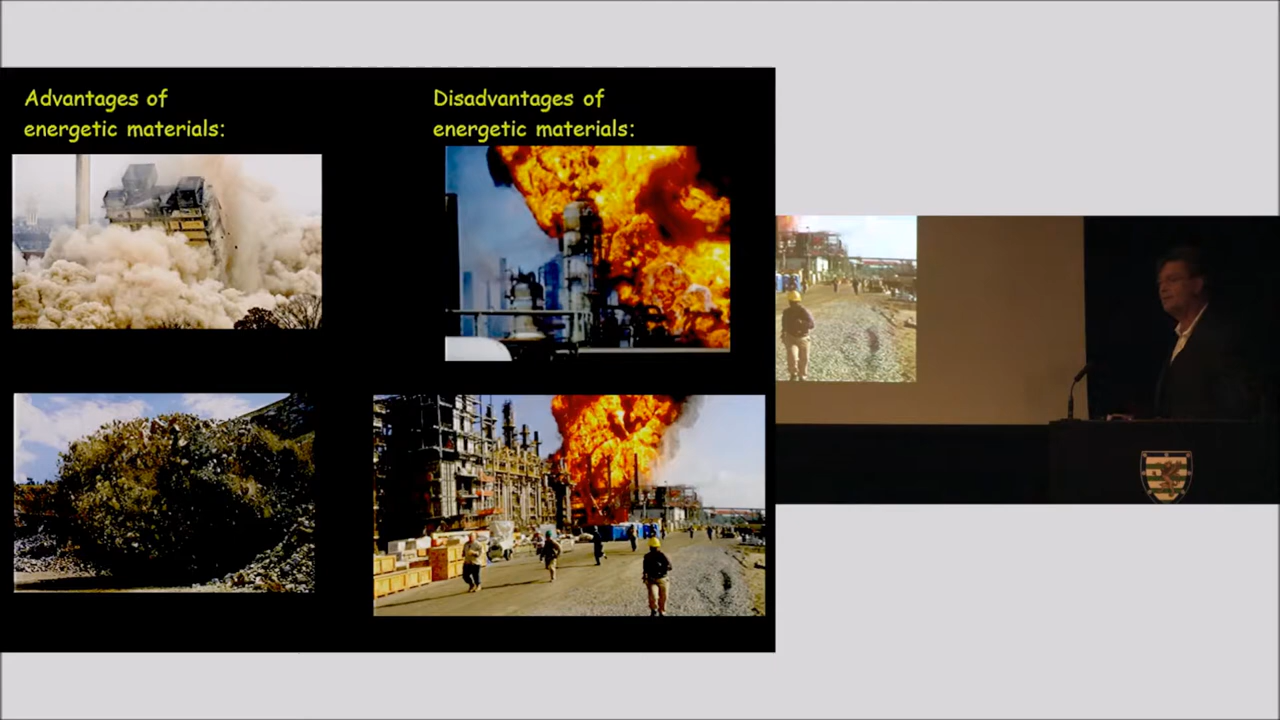 Advantages of
energetic materials:
Disadvantages of
energetic materials: